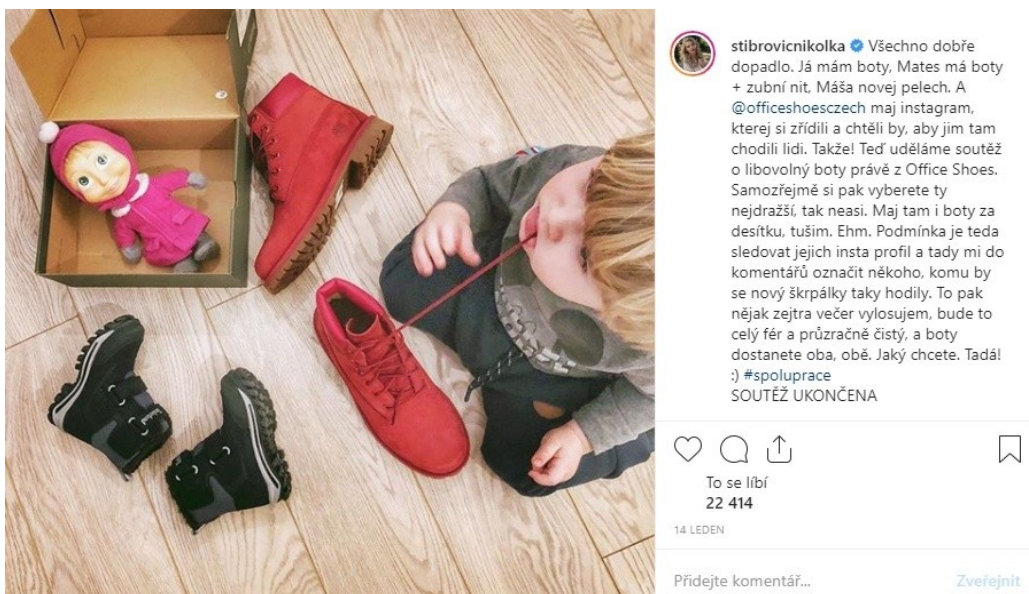 stibrovicnikolka Všechno dobře
dopadlo. Já mám boty, Mates má boty
+ zubní nit, Máša novej pelech. A
@officeshoesczech maj instagram,
kterej si zřídili a chtěli by, aby jim tam
chodili lidi. Takže! Teď uděláme soutěž
o libovolný boty právě z Office Shoes.
Samozřejmě si pak vyberete ty
nejdražší, tak neasi. Maj tam i boty za
desítku, tušim. Ehm. Podmínka je teda
sledovat jejich insta profil a tady mi do
komentářů označit někoho, komu by
se nový škrpálky taky hodily. To pak
nějak zejtra večer vylosujem, bude to
celý fér a průzračně čistý, a boty
dostanete oba, obě. Jaký chcete. Tadá!
:) #spoluprace
SOUTĚŽ UKONČENA
To se líbí
22 414
14 LEDEN
Přidejte komentář... Zveřejnit